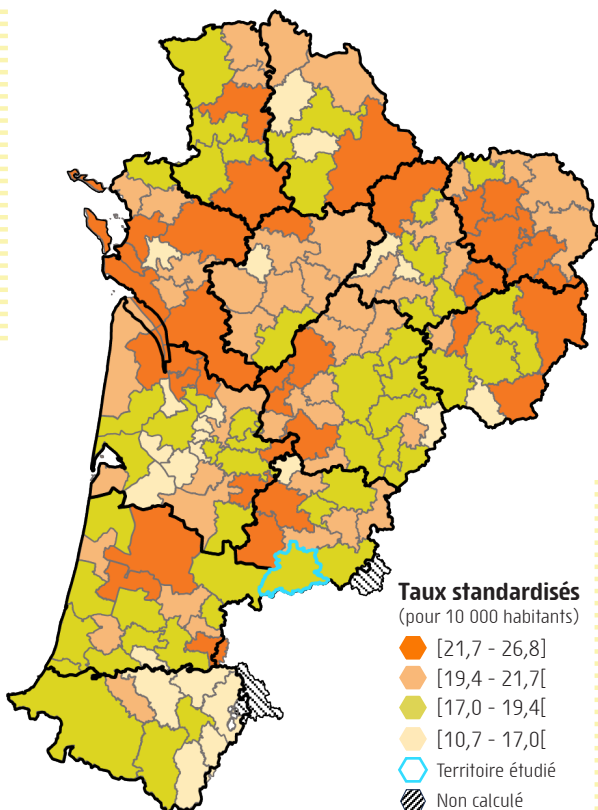 Taux standardisés
(pour 10 000 habitants)
[21,7 - 26,8]
[19,4 - 21,7[
[17,0 - 19,4[
[10,7 - 17,0[
Territoire étudié
Non calculé